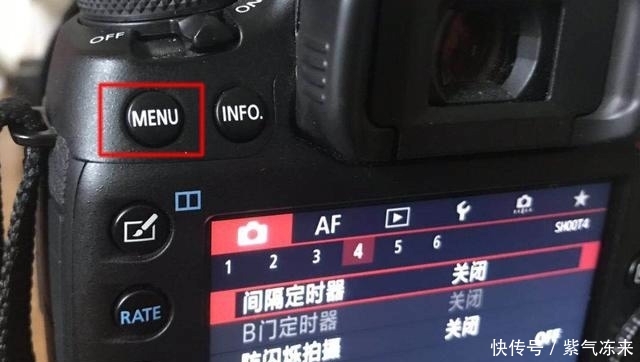 OFF
ON
MENU
INFO.
AF
SHOOT4
1 2 3 4 5 6
间隔定时器 关闭
B门定时器 关闭
RATE
防闪烁拍摄 OFF
快传号 / 紫气冻来